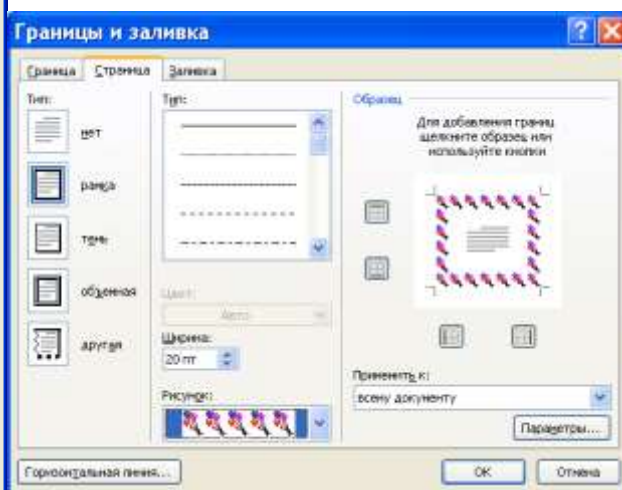 Границы и заливка
Граница Страница Заливка
Тип:
нет
рамка
тень
объемная
другая
Тип:
Цвет:
Авто
Ширина:
20 пт
Рисунок:
Образец
Для добавления границ
щелкните образец или
используйте кнопки
Применить к:
всему документу
Параметры...
Горизонтальная линия...
ОК
Отмена